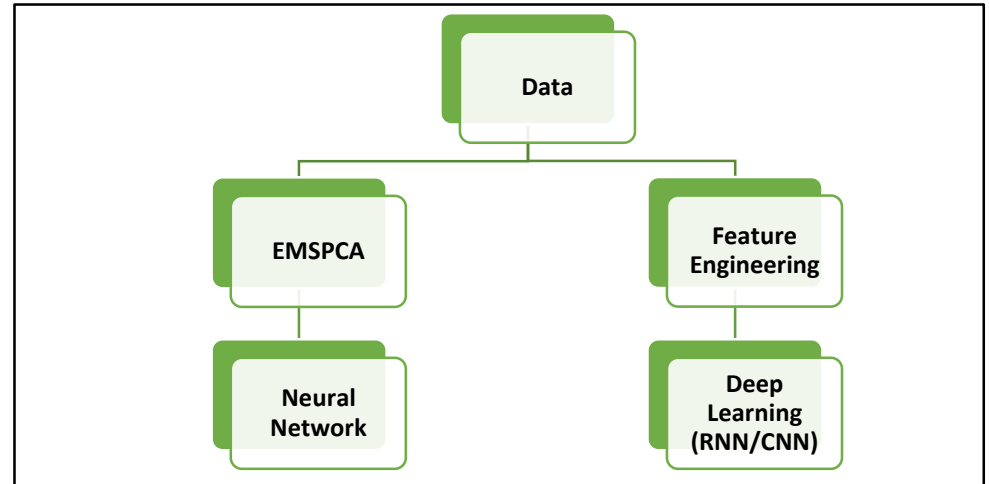 Data
EMSPCA
Feature
Engineering
Neural
Network
Deep
Learning
(RNN/CNN)